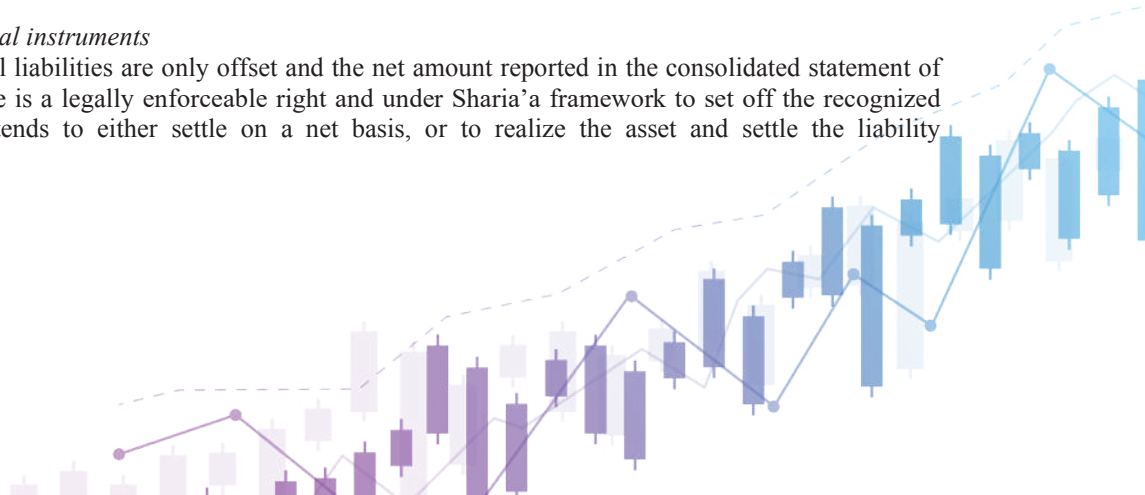 al instruments
l liabilities are only offset and the net amount reported in the consolidated statement of
e is a legally enforceable right and under Sharia’a framework to set off the recognized
tends to either settle on a net basis, or to realize the asset and settle the liability